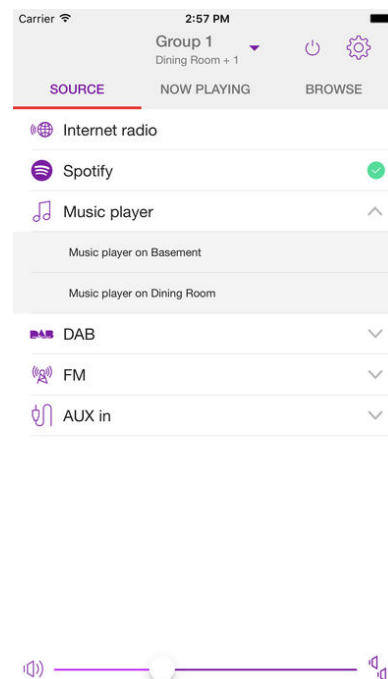 Carrier
2:57 PM
Group 1
Dining Room + 1
SOURCE
NOW PLAYING
BROWSE
Internet radio
Spotify
Music player
Music player on Basement
Music player on Dining Room
DAB DAB
FM
AUX in